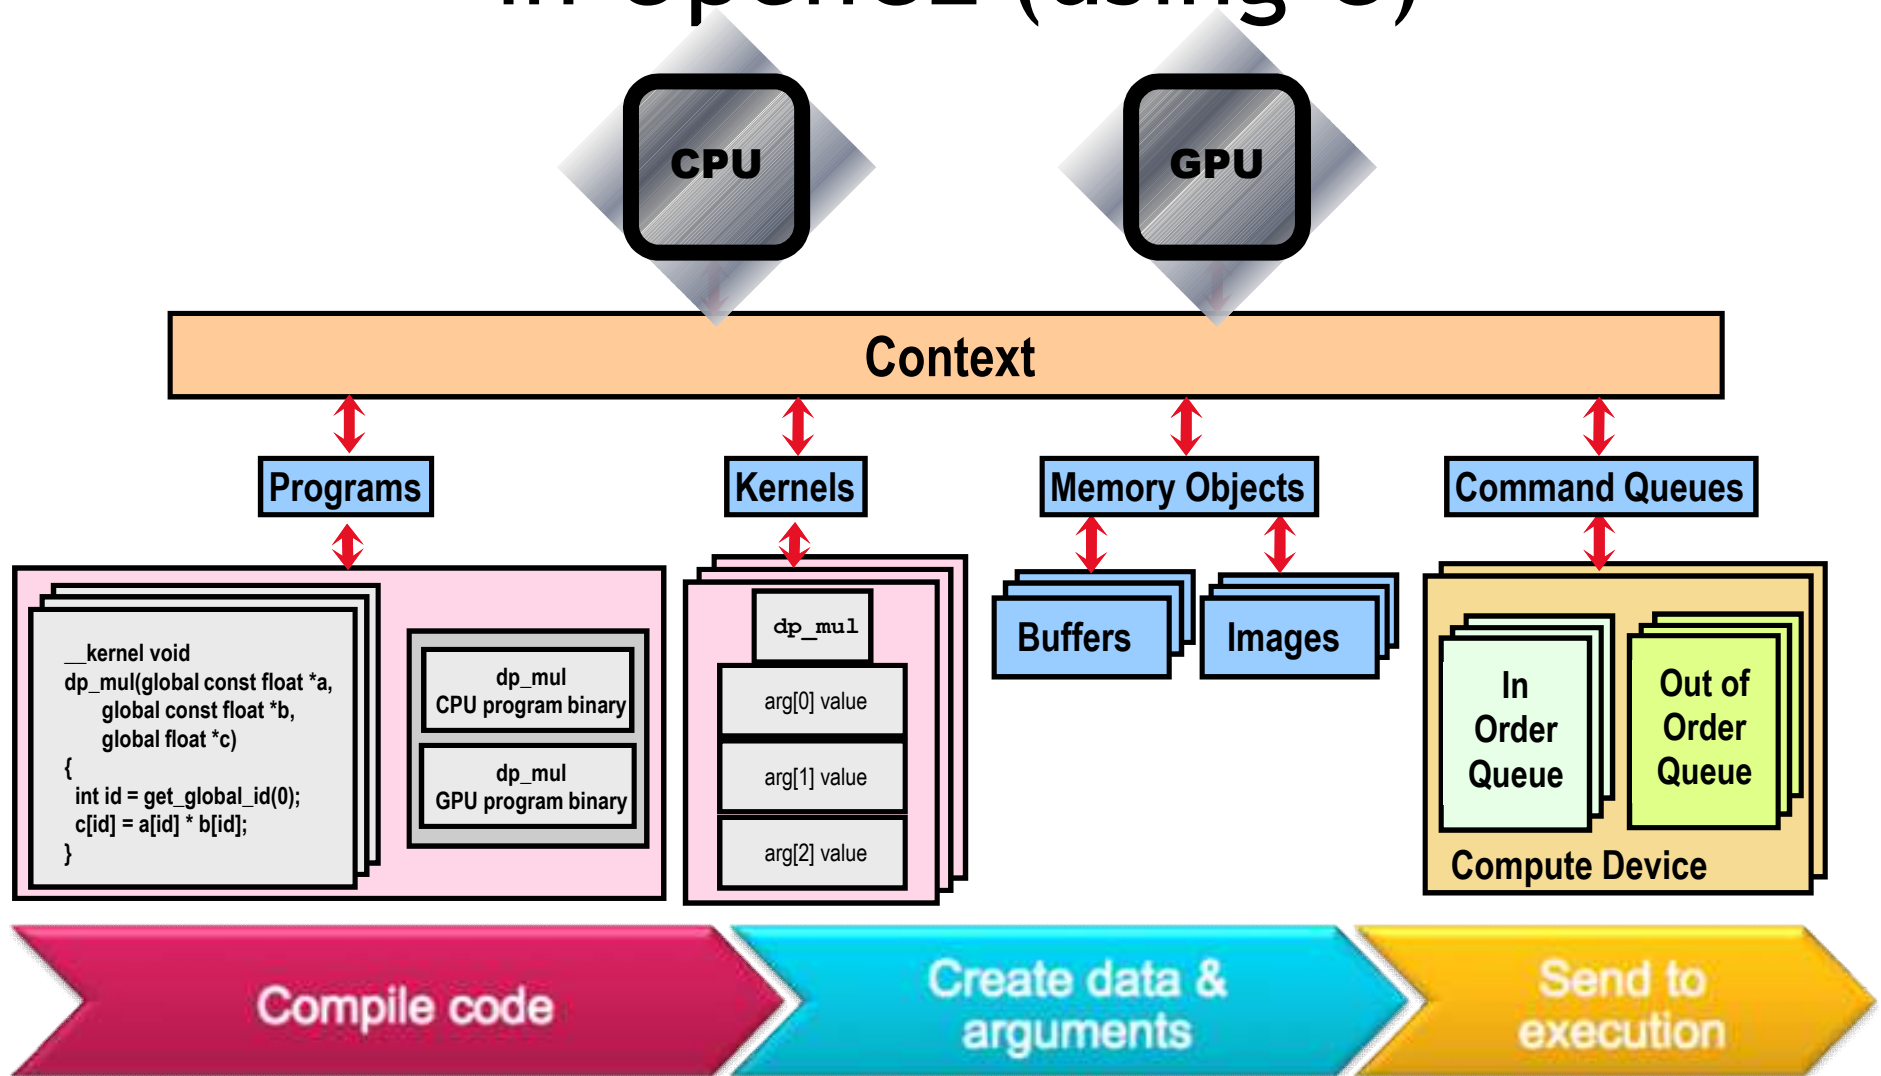 in OpenCL (using C)
CPU
GPU
Context
Programs
Kernels
Memory Objects
Command Queues
__kernel void
dp_mul(global const float *a,
global const float *b,
global float *c)
{
int id = get_global_id(0);
c[id] = a[id] * b[id];
}
dp_mul
CPU program binary
dp_mul
GPU program binary
dp_mul
arg[0] value
arg[1] value
arg[2] value
Buffers
Images
In
Order
Queue
Out of
Order
Queue
Compute Device
Compile code
Create data &
arguments
Send to
execution